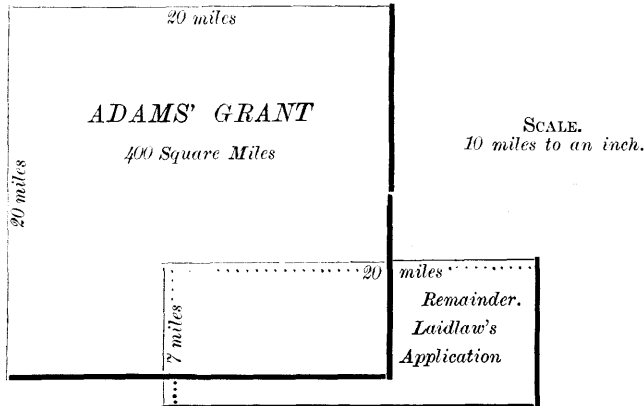 20 miles
ADAMS' GRANT
400 Square Miles
20 miles
SCALE.
10 miles to an inch.
20 miles
Remainder.
Laidlaw's
Application
7 miles